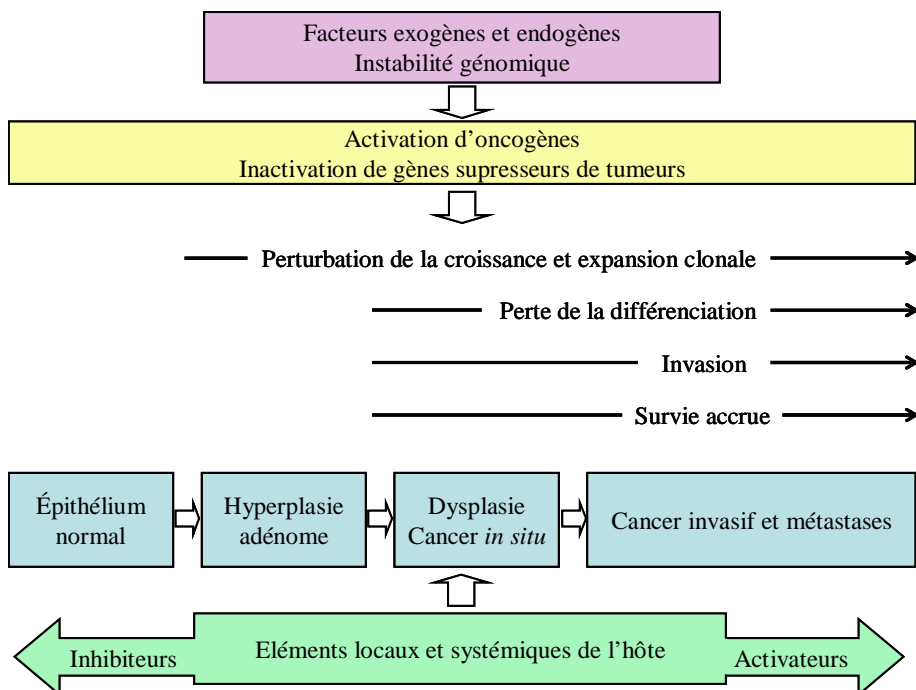 Facteurs exogènes et endogènes
Instabilité génomique
Activation d’oncogènes
Inactivation de gènes supresseurs de tumeurs
Perturbation de la croissance et expansion clonale
Perte de la différenciation
Invasion
Survie accrue
Épithélium
normal
Hyperplasie
adénome
Dysplasie
Cancer in situ
Cancer invasif et métastases
Inhibiteurs
Eléments locaux et systémiques de l’hôte
Activateurs